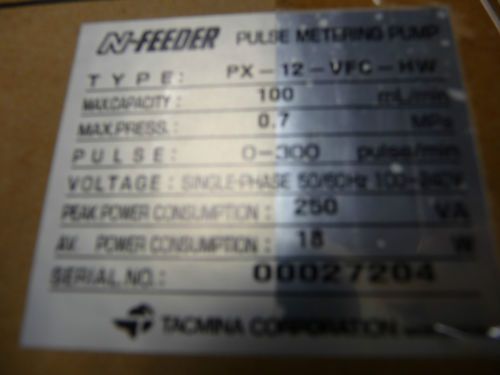 N-FEEDER PULSE METERING PUMP
TYPE: PX-12-VFC-HW
MAX.CAPACITY: 100 mL/min
MAX.PRESS.: 0.7 MPa
PULSE: 0-300 pulse/min
VOLTAGE: SINGLE-PHASE 50/60Hz 100-240V
PEAK POWER CONSUMPTION: 250 VA
AV. POWER CONSUMPTION: 18 W
SERIAL.NO.: 00027204
TACMINA CORPORATION